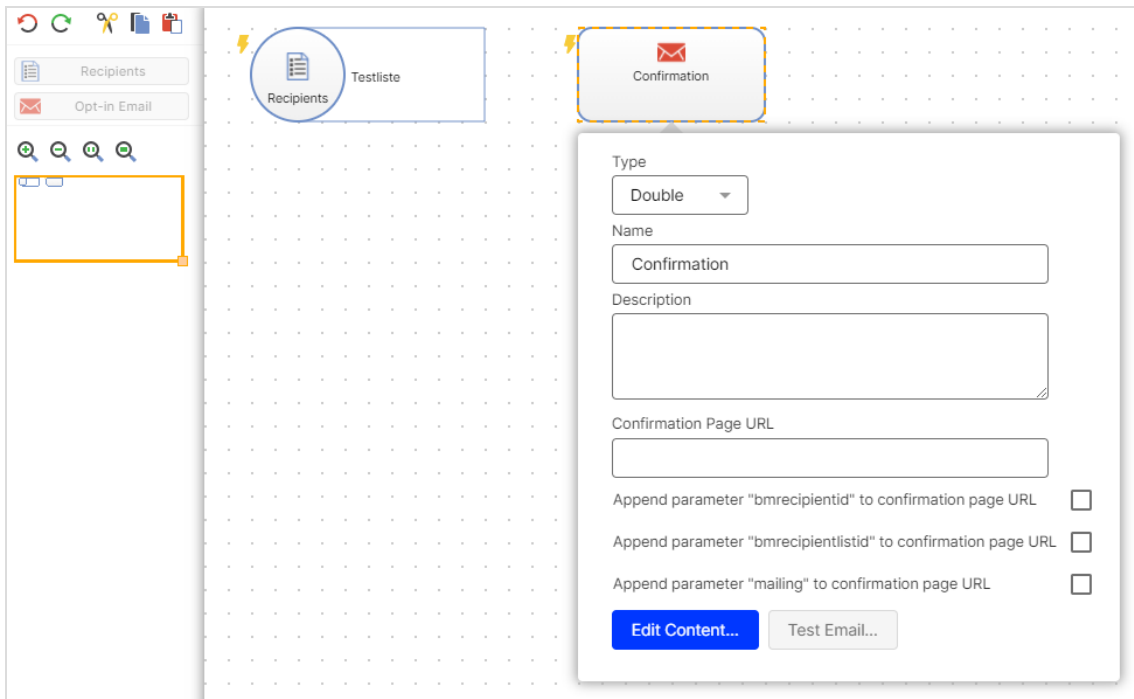 Recipients
Opt-in Email
Recipients
Testliste
Confirmation
Type
Double
Name
Confirmation
Description
Confirmation Page URL
Append parameter "bmrecipientid" to confirmation page URL
Append parameter "bmrecipientlistid" to confirmation page URL
Append parameter "mailing" to confirmation page URL
Edit Content...
Test Email...